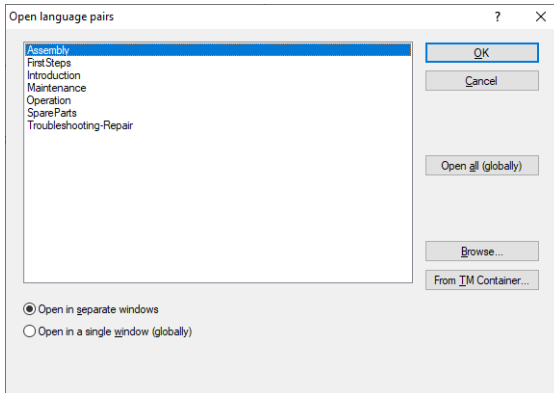 Open language pairs
?
Assembly
FirstSteps
Introduction
Maintenance
Operation
SpareParts
Troubleshooting-Repair
OK
Cancel
Open all (globally)
Browse...
From TM Container...
Open in separate windows
Open in a single window (globally)